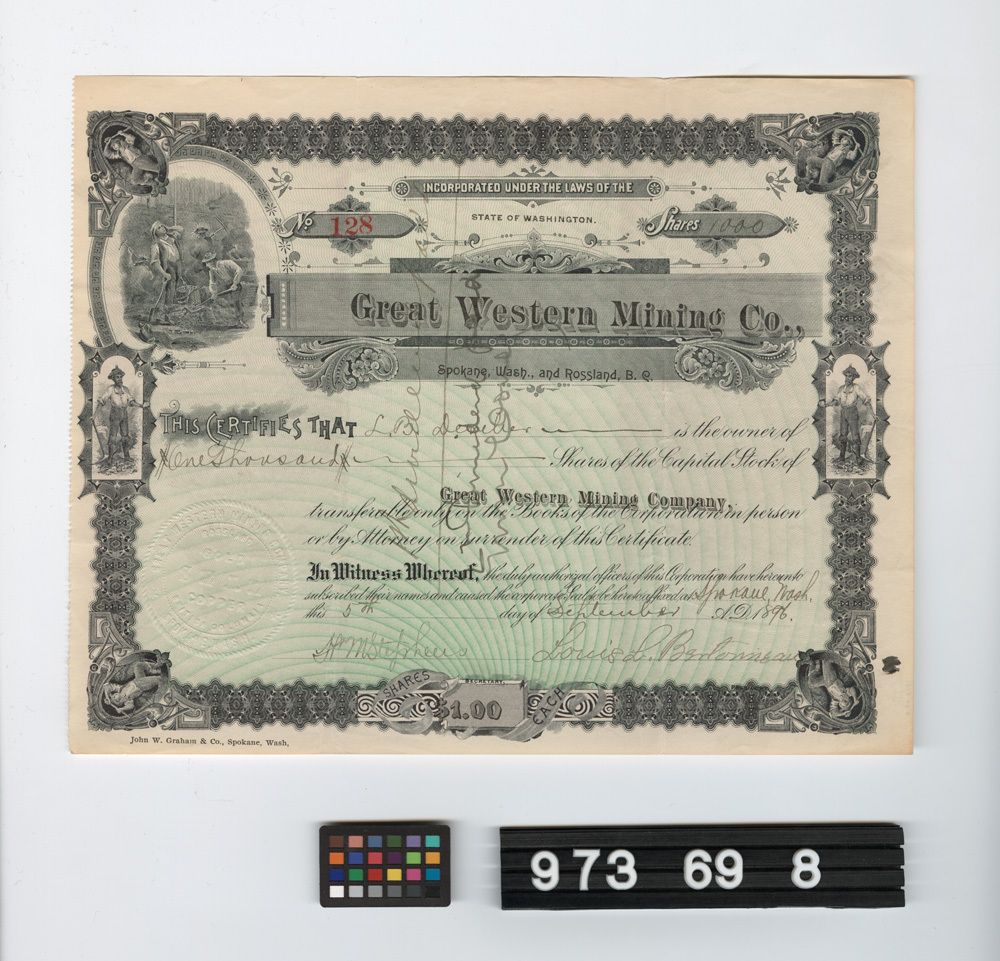 INCORPORATED UNDER THE LAWS OF THE
STATE OF WASHINGTON.
No 128
Shares 1000
Great Western Mining Co.,
Spokane, Wash., and Rossland, B. C.
THIS CERTIFIES THAT L. B. is the owner of
One thousand Shares of the Capital Stock of
Great Western Mining Company,
transferable only on the Books of the Corporation in person
or by Attorney on surrender of this Certificate.
In Witness Whereof, the duly authorized officers of this Corporation have hereunto
subscribed their names and caused the corporate Seal to be hereto affixed at Spokane, Wash.
this 5th day of September A.D. 1896.
H. M. Stephens Louis L.
SECRETARY.
SHARES $1.00 EACH
John W. Graham & Co., Spokane, Wash,
973 69 8